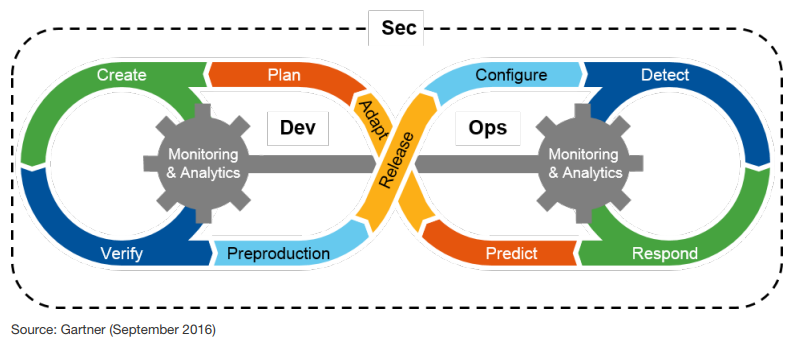 Sec
Create
Plan
Configure
Detect
Adapt
Dev
Ops
Release
Monitoring
& Analytics
Monitoring
& Analytics
Verify
Preproduction
Predict
Respond
Source: Gartner (September 2016)